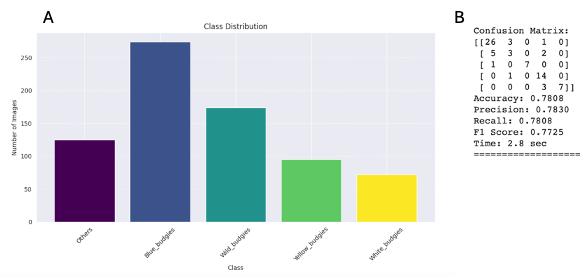 A
B
Class Distribution
Number of Images
250
200
150
100
50
0
Others
Blue_budgies
Wild_budgies
Yellow_budgies
White_budgies
Class
Confusion Matrix:
[[26 3 0 1 0]
[ 5 3 0 2 0]
[ 1 0 7 0 0]
[ 0 1 0 14 0]
[ 0 0 0 3 7]]
Accuracy: 0.7808
Precision: 0.7830
Recall: 0.7808
F1 Score: 0.7725
Time: 2.8 sec
===================